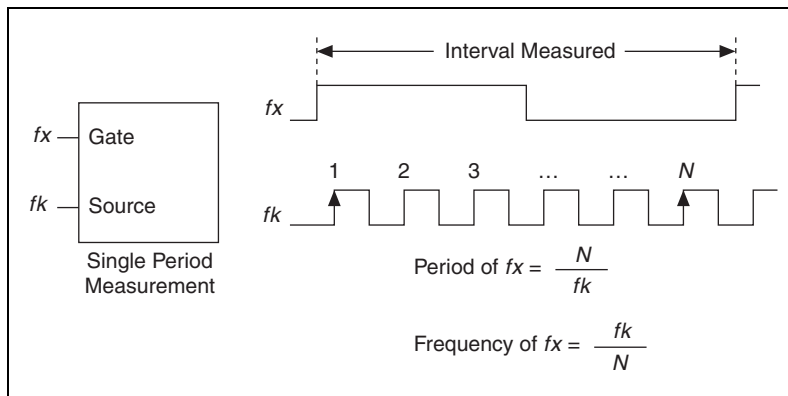 Interval Measured
fx
fx Gate
1 2 3 … … N
fk Source
fk
Single Period
Measurement
Period of fx = N
fk
Frequency of fx = fk
N